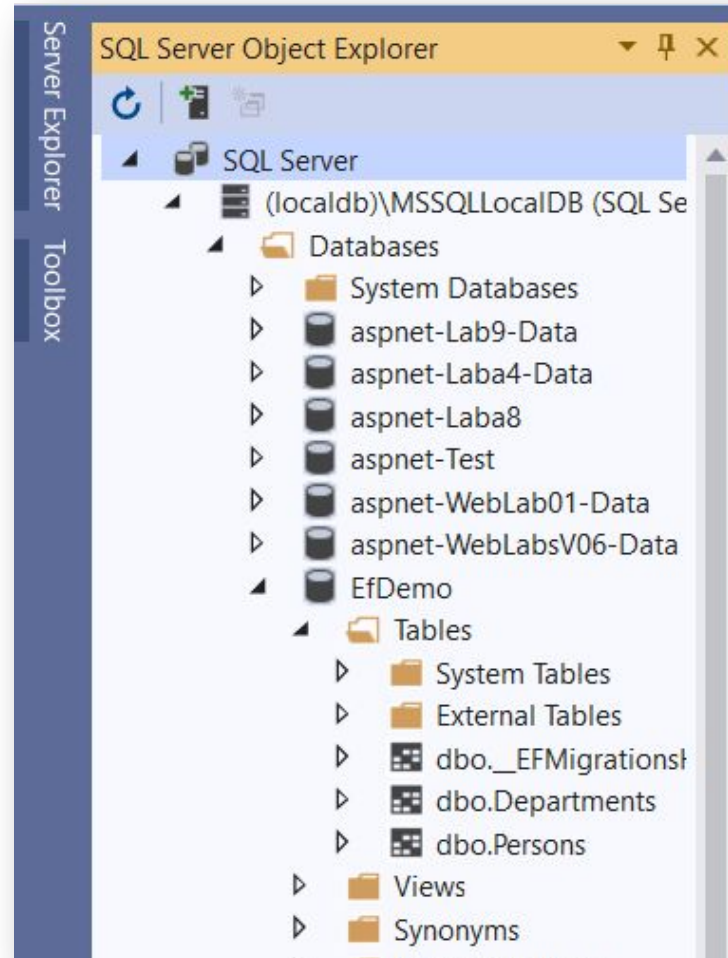 Server Explorer
Toolbox
SQL Server Object Explorer
SQL Server
(localdb)\MSSQLLocalDB (SQL Se
Databases
System Databases
aspnet-Lab9-Data
aspnet-Laba4-Data
aspnet-Laba8
aspnet-Test
aspnet-WebLab01-Data
aspnet-WebLabsV06-Data
EfDemo
Tables
System Tables
External Tables
dbo.__EFMigrations
dbo.Departments
dbo.Persons
Views
Synonyms